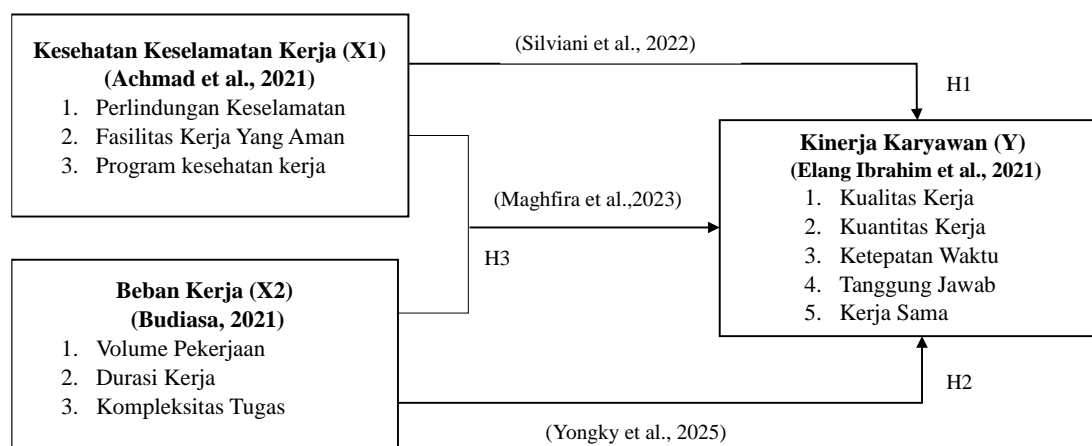 Kesehatan Keselamatan Kerja (X1)
(Achmad et al., 2021)
1. Perlindungan Keselamatan
2. Fasilitas Kerja Yang Aman
3. Program kesehatan kerja
(Silviani et al., 2022)
H1
Kinerja Karyawan (Y)
(Elang Ibrahim et al., 2021)
1. Kualitas Kerja
2. Kuantitas Kerja
3. Ketepatan Waktu
4. Tanggung Jawab
5. Kerja Sama
(Maghfira et al.,2023)
H3
Beban Kerja (X2)
(Budiasa, 2021)
1. Volume Pekerjaan
2. Durasi Kerja
3. Kompleksitas Tugas
H2
(Yongky et al., 2025)